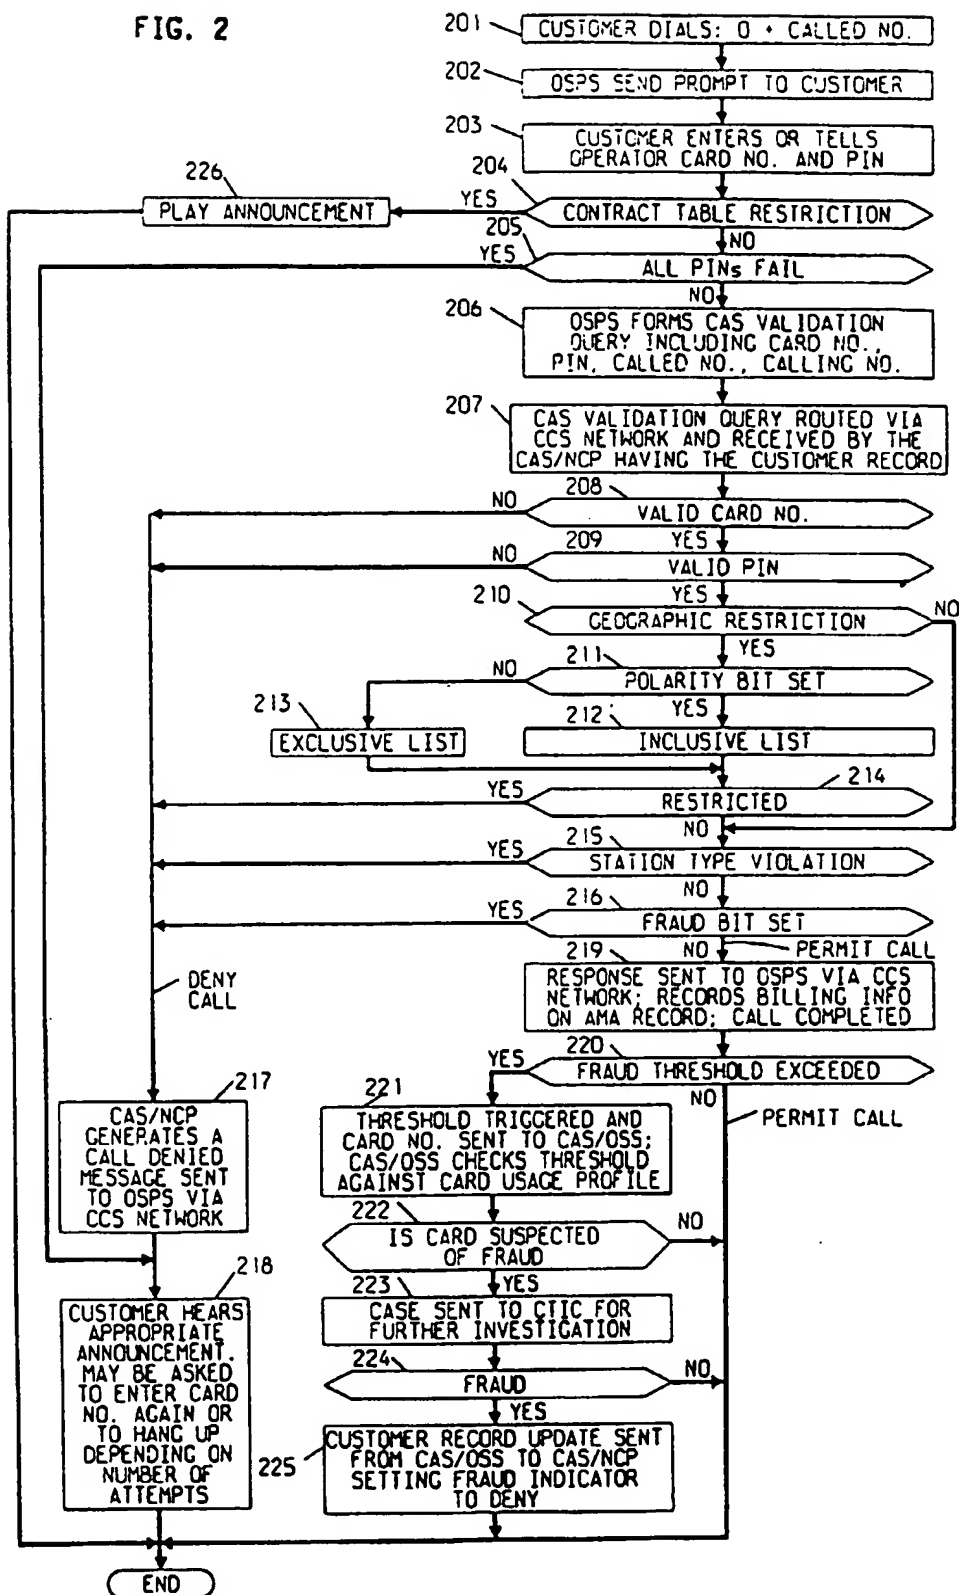 FIG. 2
201
CUSTOMER DIALS: 0 + CALLED NO.
202
OSPS SEND PROMPT TO CUSTOMER
203
CUSTOMER ENTERS OR TELLS
OPERATOR CARD NO. AND PIN
204
CONTRACT TABLE RESTRICTION
YES
226
PLAY ANNOUNCEMENT
NO
205
ALL PINs FAIL
YES
NO
206
OSPS FORMS CAS VALIDATION
QUERY INCLUDING CARD NO.,
PIN, CALLED NO., CALLING NO.
207
CAS VALIDATION QUERY ROUTED VIA
CCS NETWORK AND RECEIVED BY THE
CAS/NCP HAVING THE CUSTOMER RECORD
208
VALID CARD NO.
NO
YES
209
VALID PIN
NO
YES
210
GEOGRAPHIC RESTRICTION
NO
YES
211
POLARITY BIT SET
NO
YES
213
EXCLUSIVE LIST
212
INCLUSIVE LIST
214
RESTRICTED
YES
NO
215
STATION TYPE VIOLATION
YES
NO
216
FRAUD BIT SET
YES
NO
PERMIT CALL
219
RESPONSE SENT TO OSPS VIA CCS
NETWORK; RECORDS BILLING INFO
ON AMA RECORD; CALL COMPLETED
DENY
CALL
220
FRAUD THRESHOLD EXCEEDED
YES
NO
PERMIT CALL
217
CAS/NCP
GENERATES A
CALL DENIED
MESSAGE SENT
TO OSPS VIA
CCS NETWORK
221
THRESHOLD TRIGGERED AND
CARD NO. SENT TO CAS/OSS;
CAS/OSS CHECKS THRESHOLD
AGAINST CARD USAGE PROFILE
222
IS CARD SUSPECTED
OF FRAUD
NO
YES
218
CUSTOMER HEARS
APPROPRIATE
ANNOUNCEMENT.
MAY BE ASKED
TO ENTER CARD
NO. AGAIN OR
TO HANG UP
DEPENDING ON
NUMBER OF
ATTEMPTS
223
CASE SENT TO CTIC FOR
FURTHER INVESTIGATION
224
FRAUD
NO
YES
225
CUSTOMER RECORD UPDATE SENT
FROM CAS/OSS TO CAS/NCP
SETTING FRAUD INDICATOR
TO DENY
END